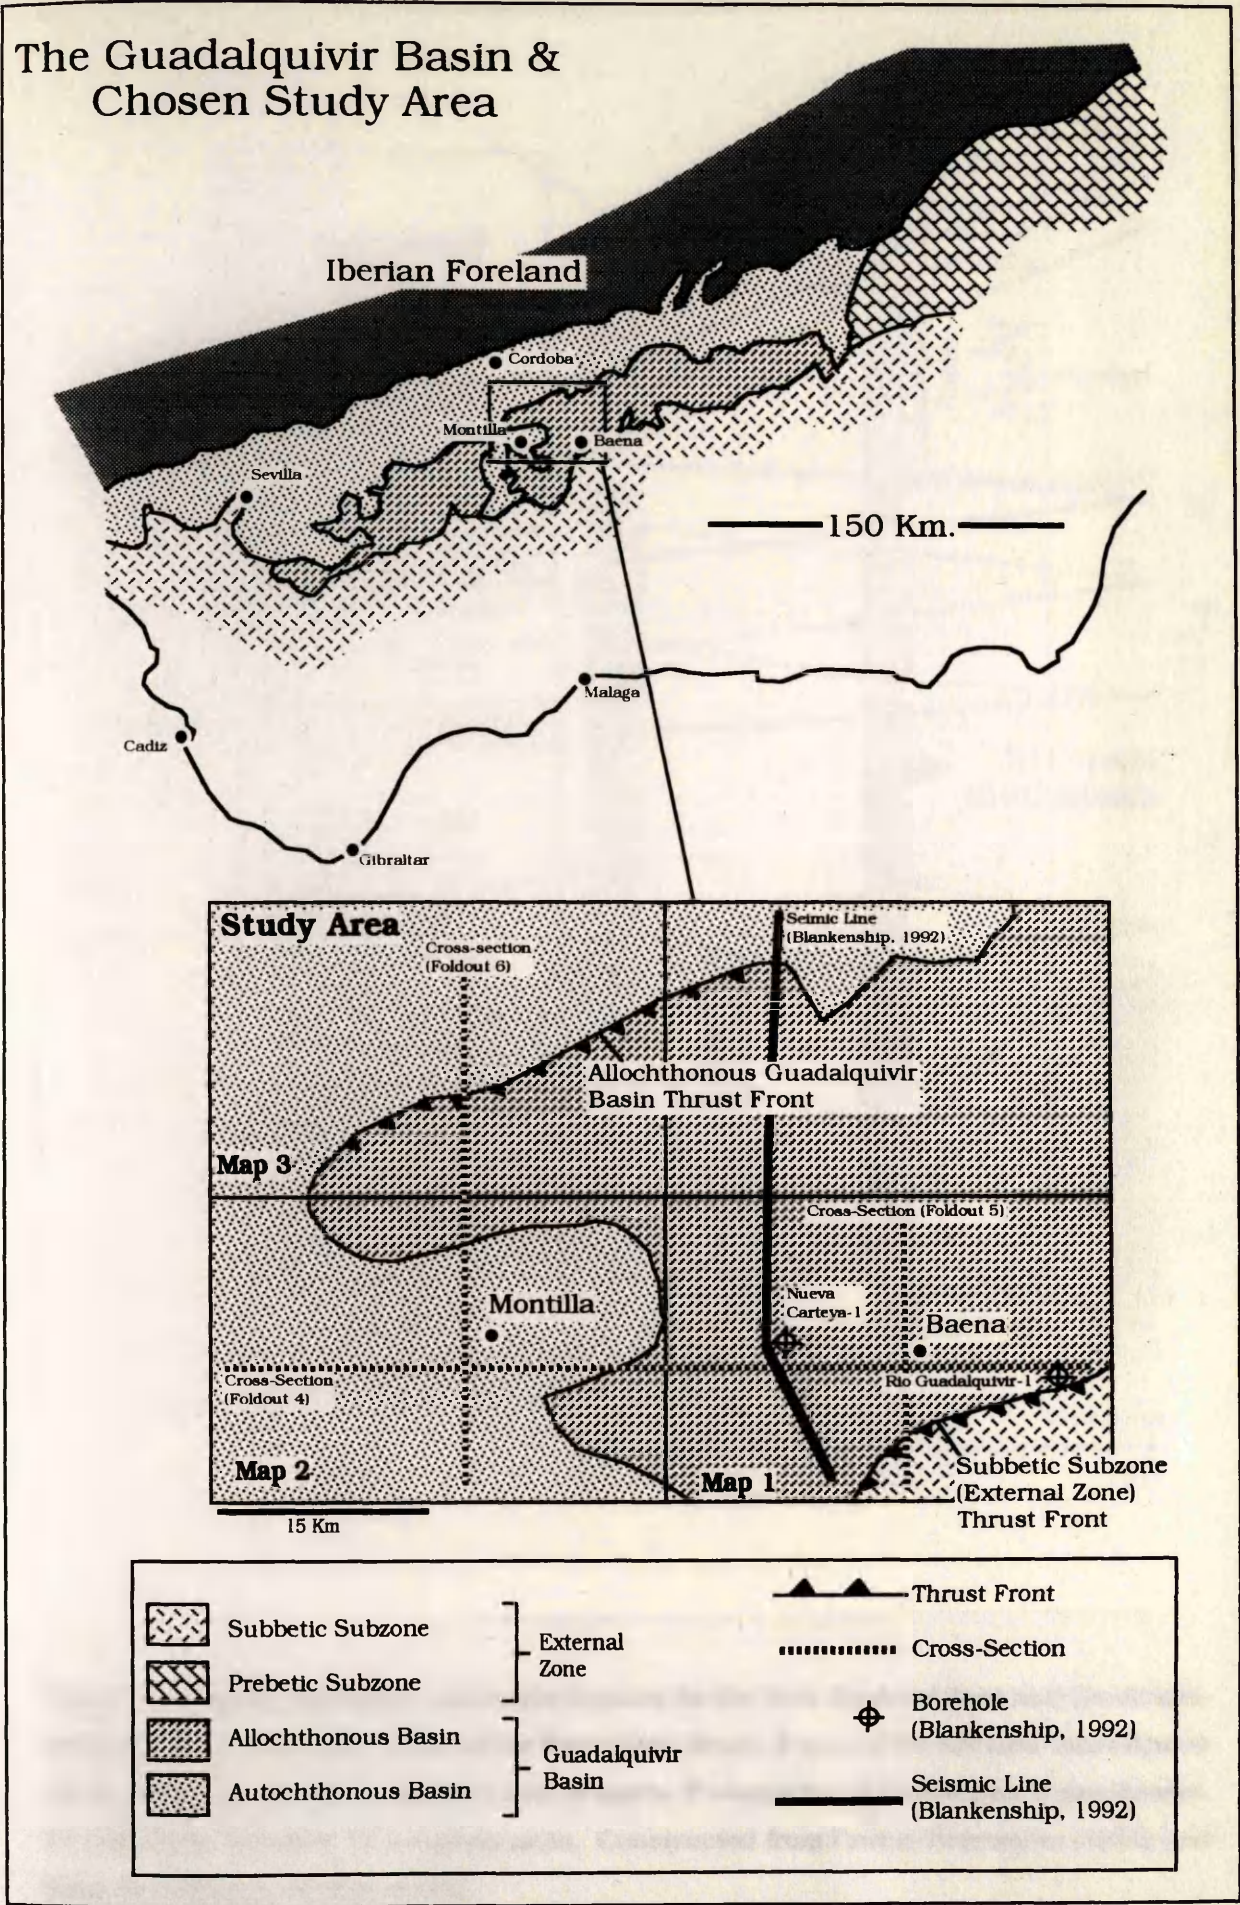 The Guadalquivir Basin &
Chosen Study Area
Iberian Foreland
Cordoba
Montilla
Baena
Sevilla
150 Km.
Malaga
Cadiz
Gibraltar
Study Area
Seimic Line
(Blankenship, 1992)
Cross-section
(Foldout 6)
Allochthonous Guadalquivir
Basin Thrust Front
Map 3
Cross-Section (Foldout 5)
Nueva
Carteya-1
Montilla
Baena
Cross-Section
(Foldout 4)
Rio Guadalquivir-1
Map 2
Map 1
Subbetic Subzone
(External Zone)
Thrust Front
15 Km
Subbetic Subzone
Prebetic Subzone
External
Zone
Allochthonous Basin
Autochthonous Basin
Guadalquivir
Basin
Thrust Front
Cross-Section
Borehole
(Blankenship, 1992)
Seismic Line
(Blankenship, 1992)